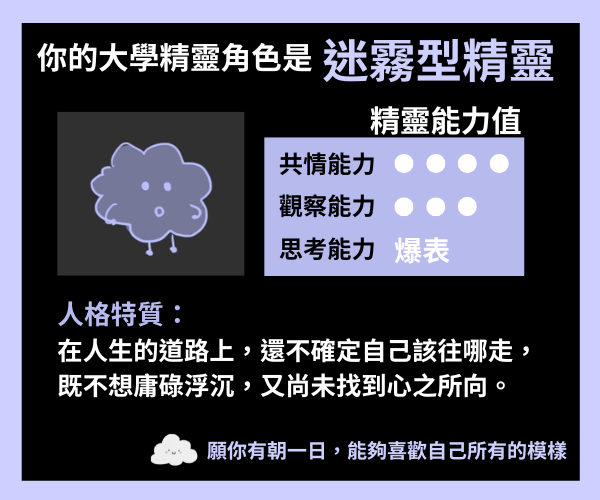 你的大學精靈角色是 迷霧型精靈
精靈能力值
共情能力
觀察能力
思考能力 爆表
人格特質：
在人生的道路上，還不確定自己該往哪走，
既不想庸碌浮沉，又尚未找到心之所向。
願你有朝一日，能夠喜歡自己所有的模樣